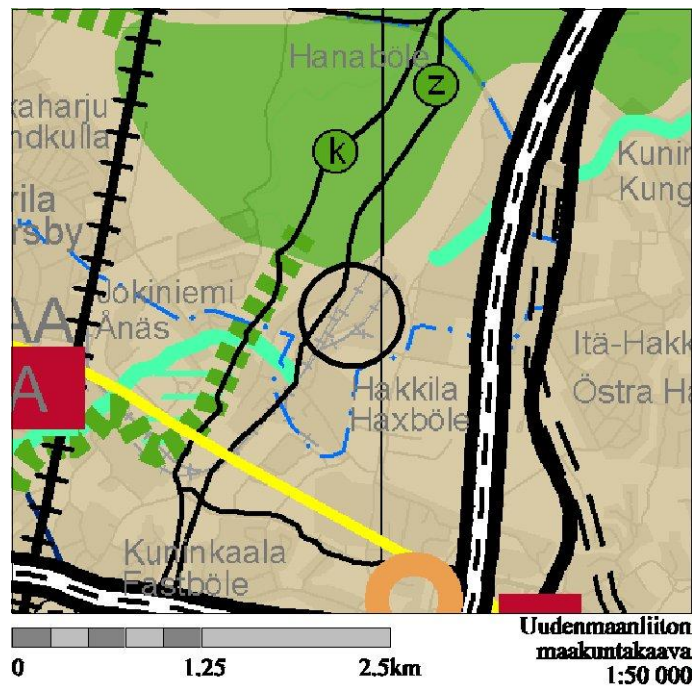 Hanaböle
z
kaharju
ndkulla
k
Kunin
Kung
rila
rsby
Jokiniemi
Ånäs
AA
A
Itä-Hakk
Östra Ha
Hakkila
Haxböle
Kuninkaala
Fastböle
0 1.25 2.5km
Uudenmaanliiton
maakuntakaava
1:50 000